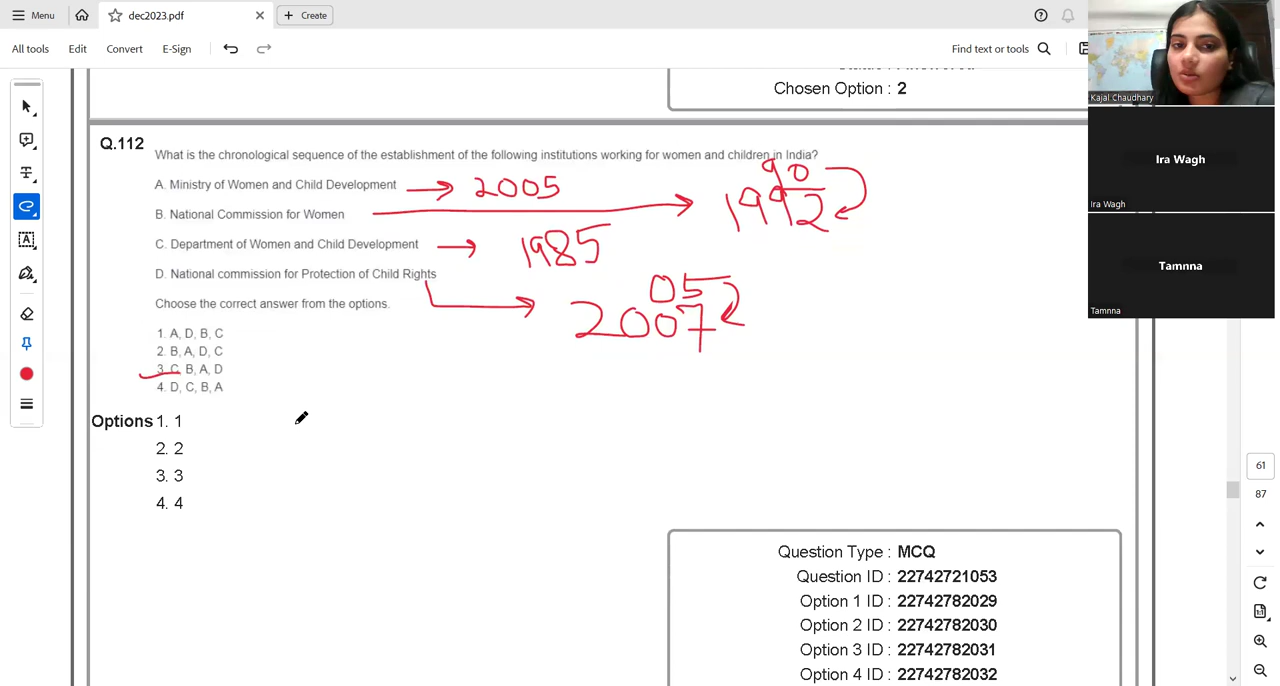 Menu
dec2023.pdf
Create
All tools Edit Convert E-Sign
Find text or tools
Chosen Option : 2
Kajal Chaudhary
Ira Wagh
Ira Wagh
Tamnna
Tamnna
Q.112
What is the chronological sequence of the establishment of the following institutions working for women and children in India?
A. Ministry of Women and Child Development → 2005
B. National Commission for Women → 1992
90
C. Department of Women and Child Development → 1985
D. National commission for Protection of Child Rights → 2007
05
Choose the correct answer from the options.
1. A, D, B, C
2. B, A, D, C
3. C, B, A, D
4. D, C, B, A
Options 1. 1
2. 2
3. 3
4. 4
Question Type : MCQ
Question ID : 22742721053
Option 1 ID : 22742782029
Option 2 ID : 22742782030
Option 3 ID : 22742782031
Option 4 ID : 22742782032
61
87